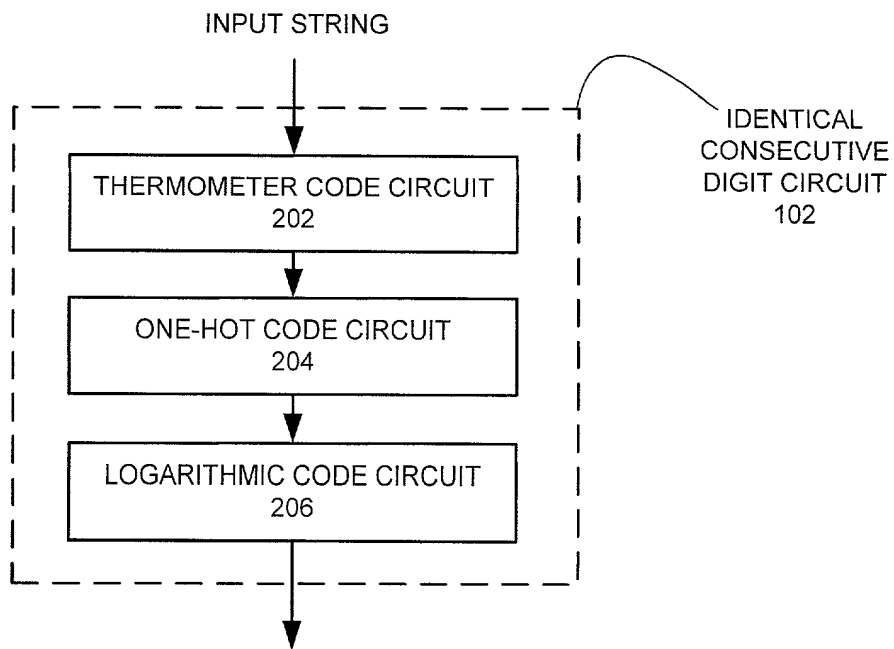 INPUT STRING
IDENTICAL
CONSECUTIVE
DIGIT CIRCUIT
102
THERMOMETER CODE CIRCUIT
202
ONE-HOT CODE CIRCUIT
204
LOGARITHMIC CODE CIRCUIT
206